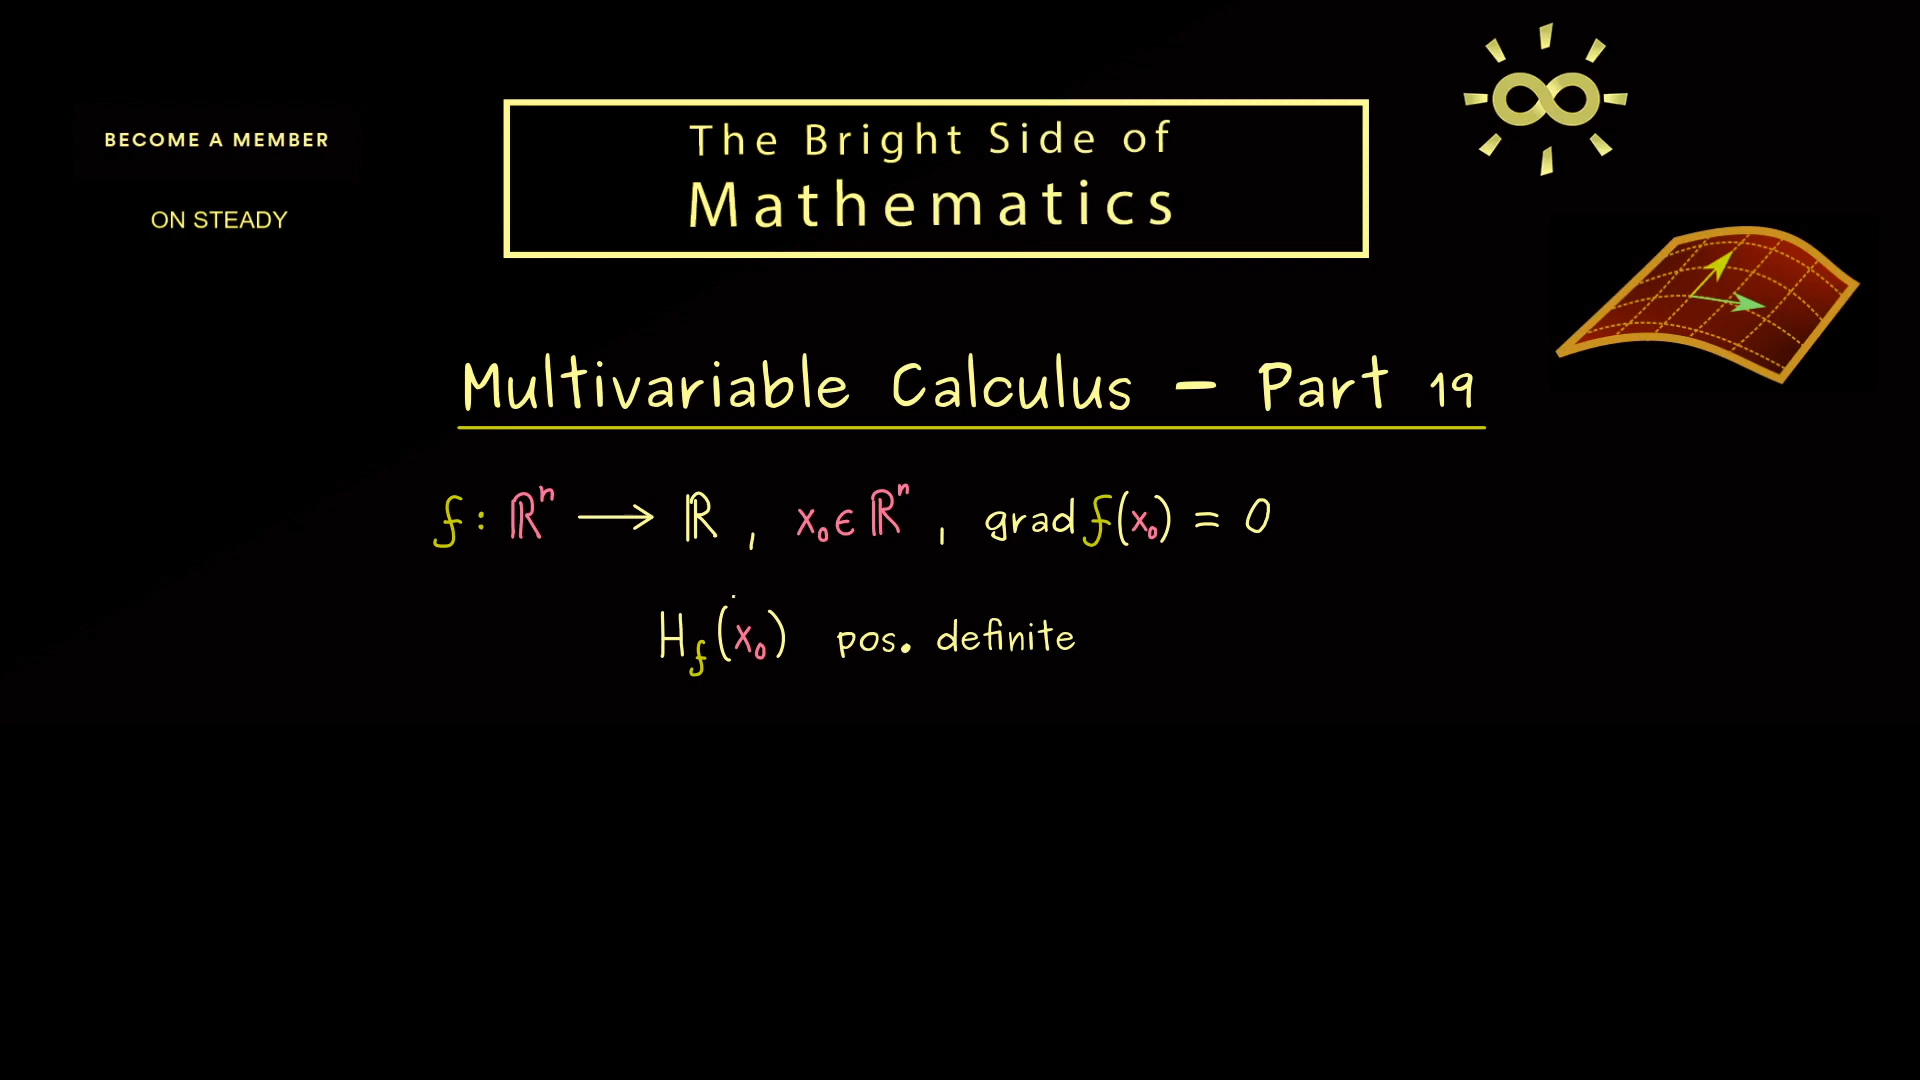 BECOME A MEMBER
ON STEADY
The Bright Side of
Mathematics
Multivariable Calculus – Part 19
f: ℝⁿ ⟶ ℝ , x₀ ∈ ℝⁿ , grad f(x₀) = 0
H_f(x₀) pos. definite